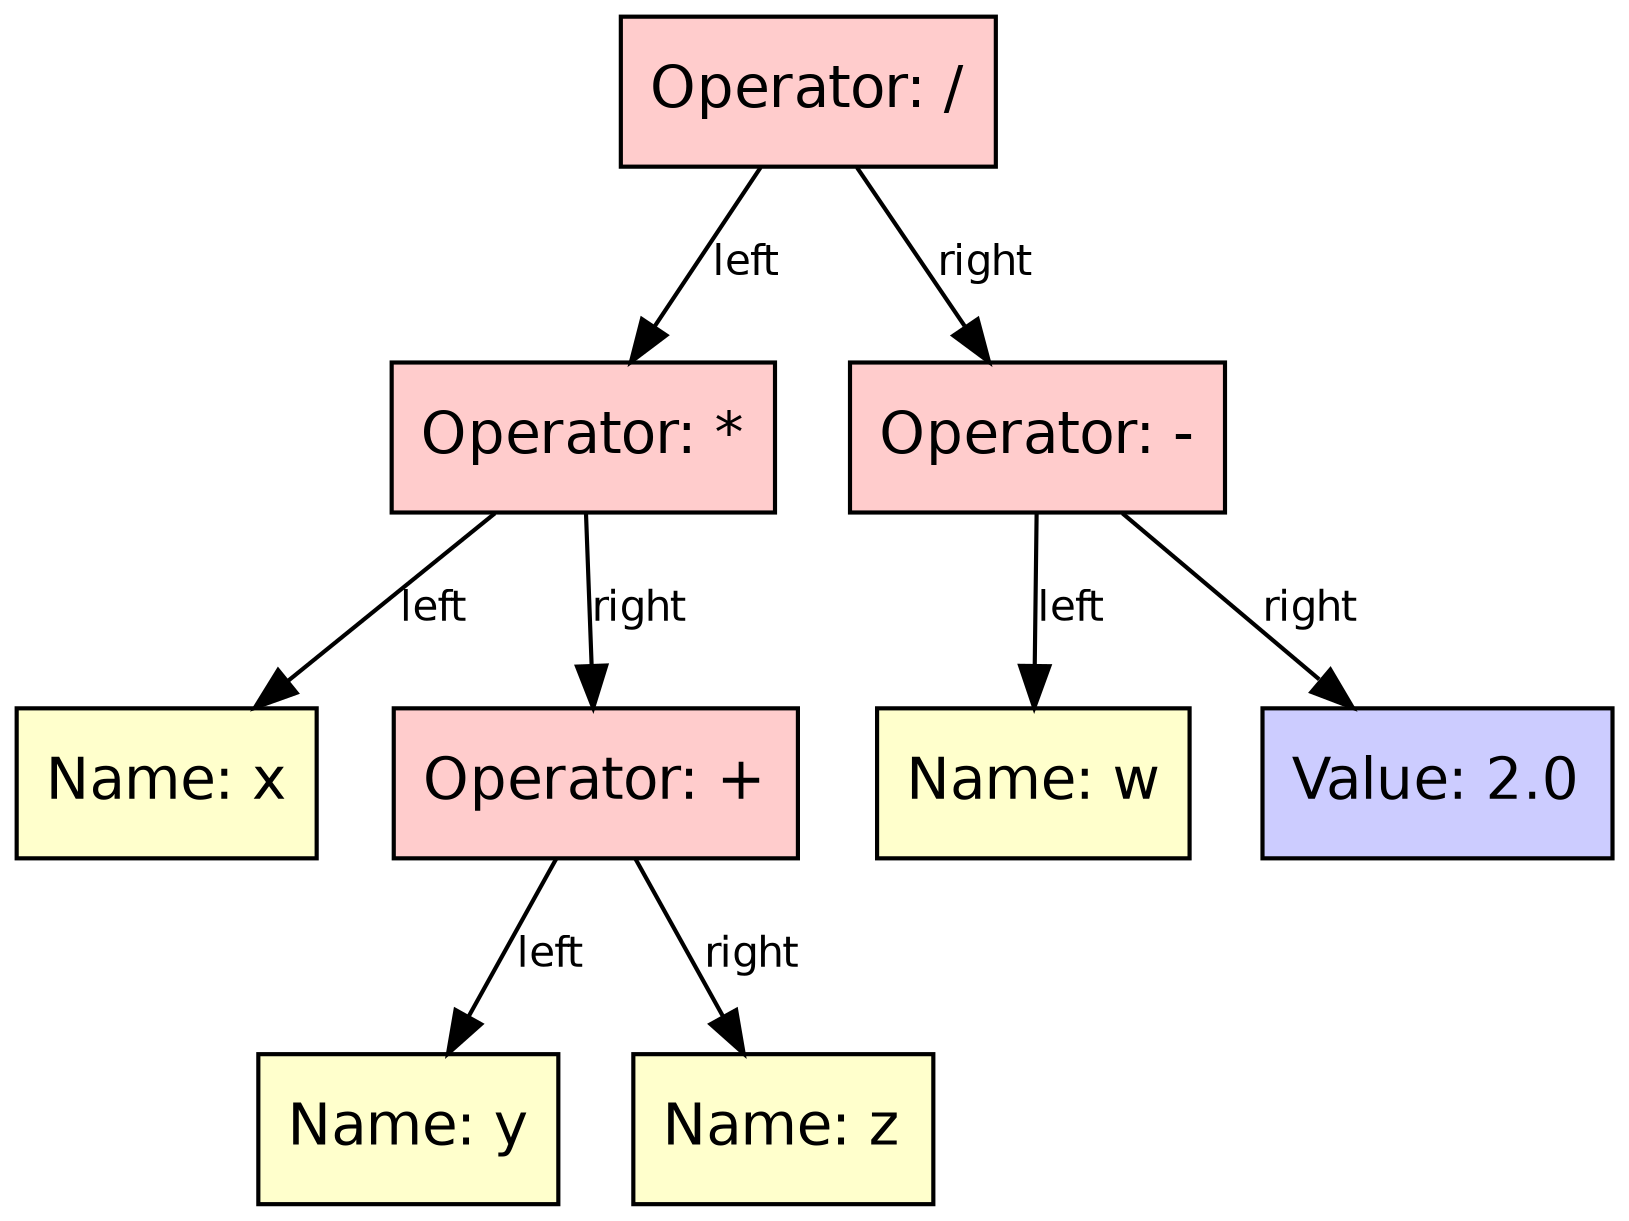 Operator: /
left
right
Operator: *
Operator: -
left
right
left
right
Name: x
Operator: +
Name: w
Value: 2.0
left
right
Name: y
Name: z